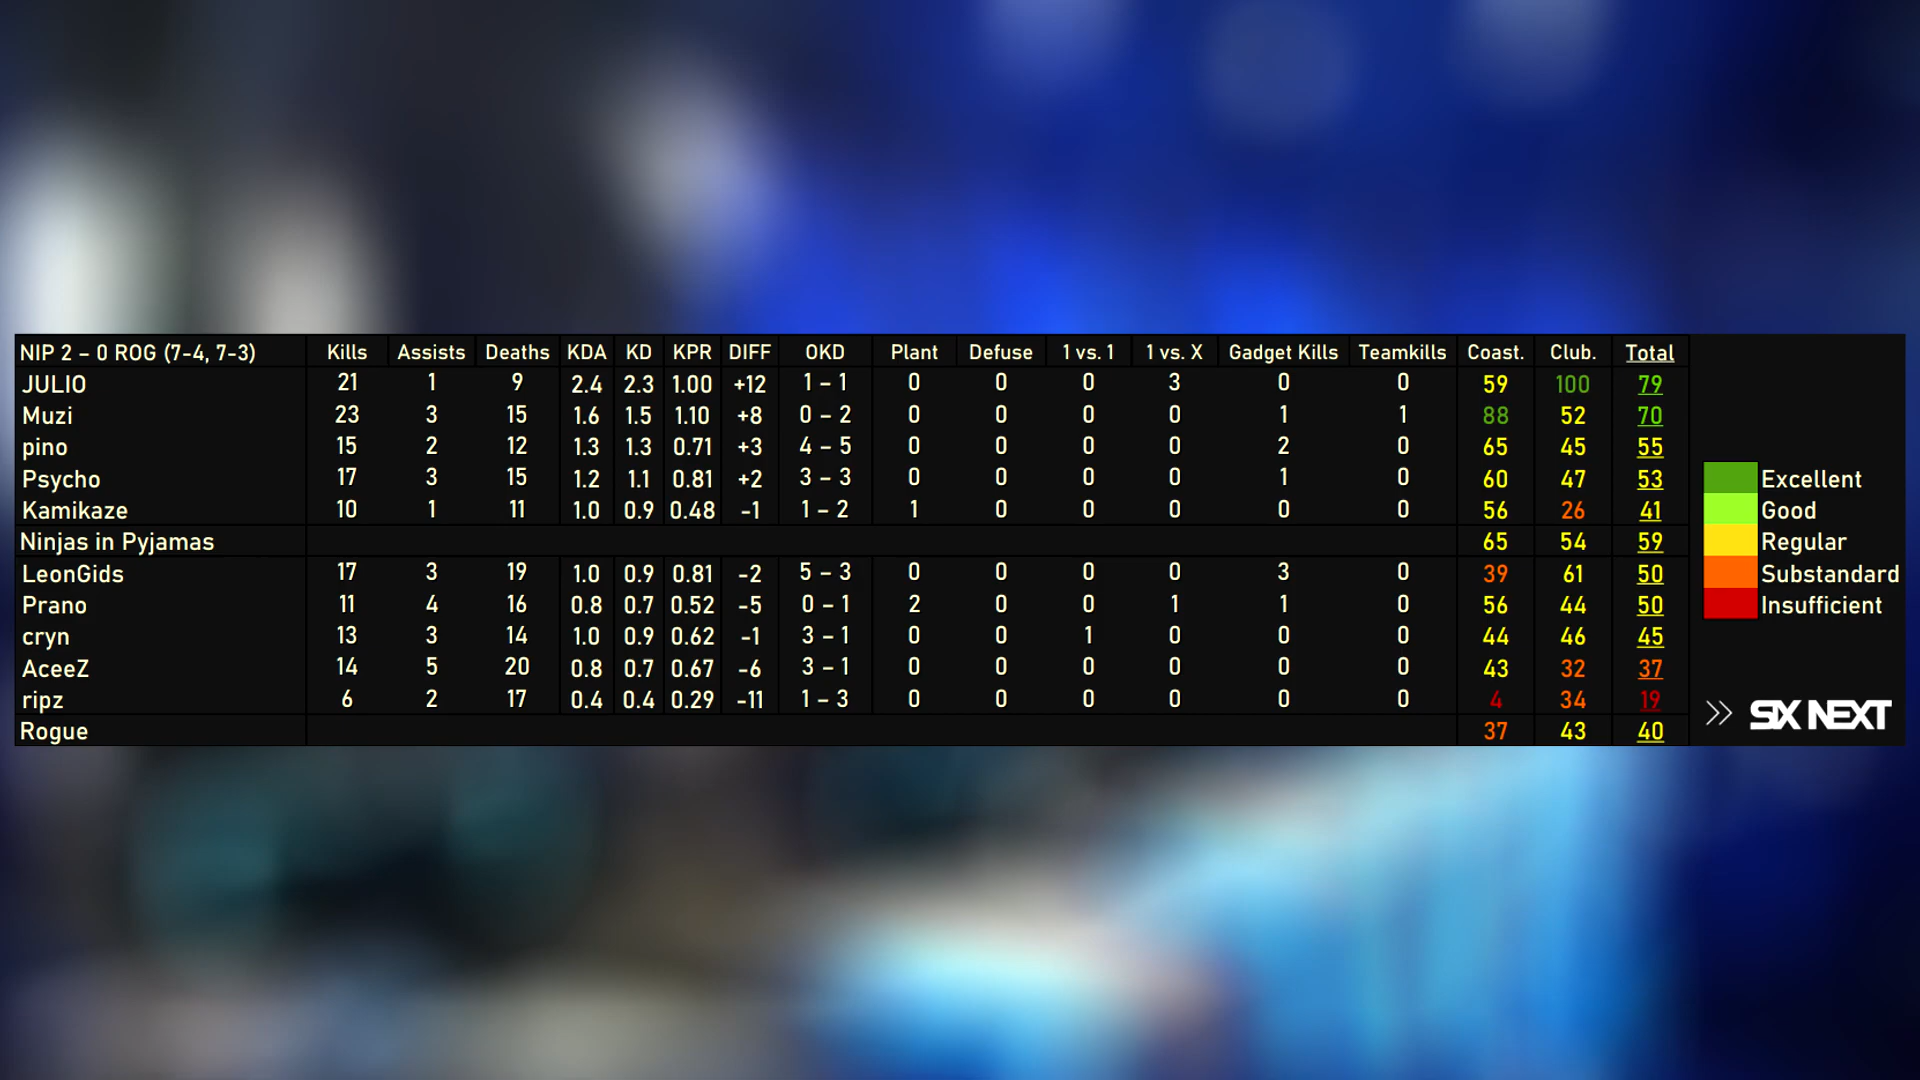 NIP 2 – 0 ROG (7-4, 7-3) Kills Assists Deaths KDA KD KPR DIFF OKD Plant Defuse 1 vs. 1 1 vs. X Gadget Kills Teamkills Coast. Club. Total
JULIO 21 1 9 2.4 2.3 1.00 +12 1 – 1 0 0 0 3 0 0 59 100 79
Muzi 23 3 15 1.6 1.5 1.10 +8 0 – 2 0 0 0 0 1 1 88 52 70
pino 15 2 12 1.3 1.3 0.71 +3 4 – 5 0 0 0 0 2 0 65 45 55
Psycho 17 3 15 1.2 1.1 0.81 +2 3 – 3 0 0 0 0 1 0 60 47 53
Kamikaze 10 1 11 1.0 0.9 0.48 -1 1 – 2 1 0 0 0 0 0 56 26 41
Ninjas in Pyjamas 65 54 59
LeonGids 17 3 19 1.0 0.9 0.81 -2 5 – 3 0 0 0 0 3 0 39 61 50
Prano 11 4 16 0.8 0.7 0.52 -5 0 – 1 2 0 0 1 1 0 56 44 50
cryn 13 3 14 1.0 0.9 0.62 -1 3 – 1 0 0 1 0 0 0 44 46 45
AceeZ 14 5 20 0.8 0.7 0.67 -6 3 – 1 0 0 0 0 0 0 43 32 37
ripz 6 2 17 0.4 0.4 0.29 -11 1 – 3 0 0 0 0 0 0 4 34 19
Rogue 37 43 40
Excellent
Good
Regular
Substandard
Insufficient
SIX NEXT